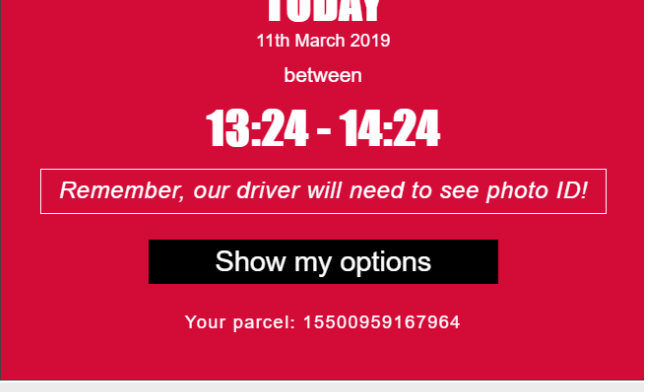 TODAY
11th March 2019
between
13:24 - 14:24
Remember, our driver will need to see photo ID!
Show my options
Your parcel: 15500959167964